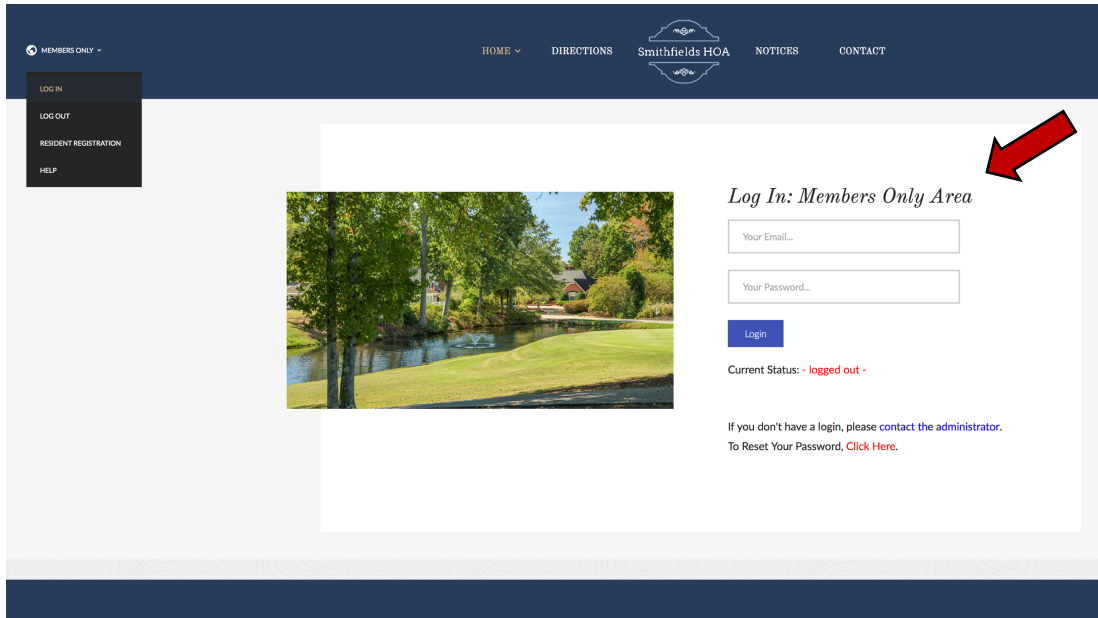 MEMBERS ONLY
HOME
DIRECTIONS
Smithfields HOA
NOTICES
CONTACT
LOG IN
LOG OUT
RESIDENT REGISTRATION
HELP
Log In: Members Only Area
Your Email...
Your Password...
Login
Current Status: - logged out -
If you don't have a login, please contact the administrator.
To Reset Your Password, Click Here.